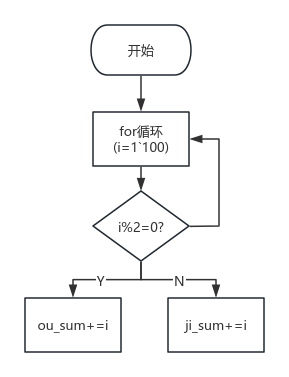 开始
for循环
(i=1`100)
i%2=0?
Y
N
ou_sum+=i
ji_sum+=i